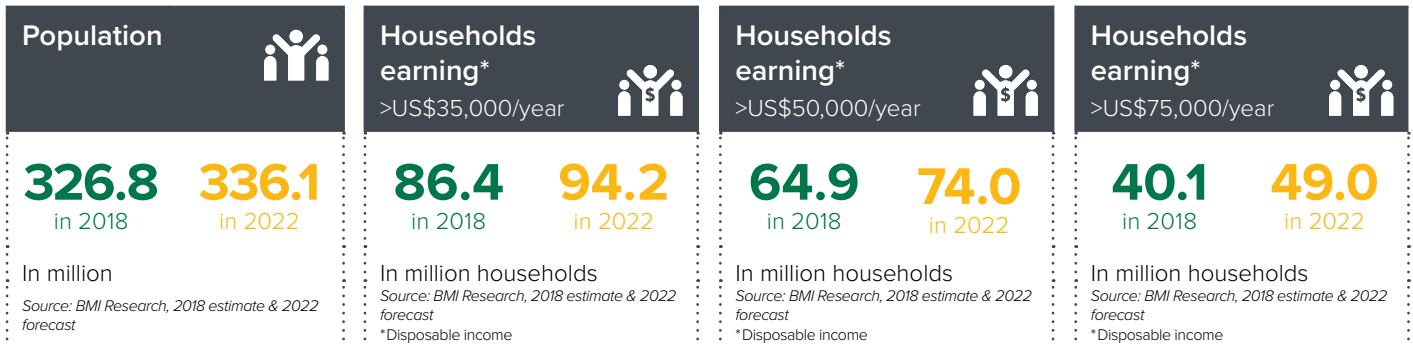 Population
326.8
in 2018
336.1
in 2022
In million
Source: BMI Research, 2018 estimate & 2022
forecast
Households
earning*
>US$35,000/year
$
86.4
in 2018
94.2
in 2022
In million households
Source: BMI Research, 2018 estimate & 2022
forecast
*Disposable income
Households
earning*
>US$50,000/year
$
64.9
in 2018
74.0
in 2022
In million households
Source: BMI Research, 2018 estimate & 2022
forecast
*Disposable income
Households
earning*
>US$75,000/year
$
40.1
in 2018
49.0
in 2022
In million households
Source: BMI Research, 2018 estimate & 2022
forecast
*Disposable income